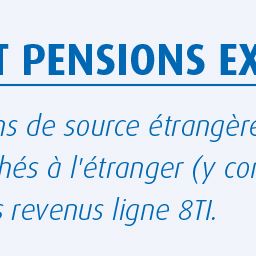 T PENSIONS EX
ns de source étrangère
hés à l'étranger (y con
s revenus ligne 8TI.